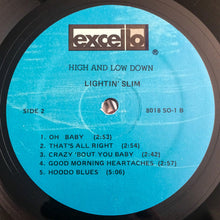 excello
®
HIGH AND LOW DOWN
LIGHTIN' SLIM
SIDE 2
8018 SO-1 B
1. OH BABY (2:53)
2. THAT'S ALL RIGHT (2:54)
3. CRAZY 'BOUT YOU BABY (2:42)
4. GOOD MORNING HEARTACHES (2:57)
5. HOODO BLUES (5:06)